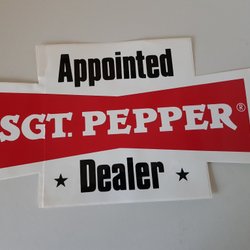 Appointed
SGT. PEPPER®
★ Dealer ★